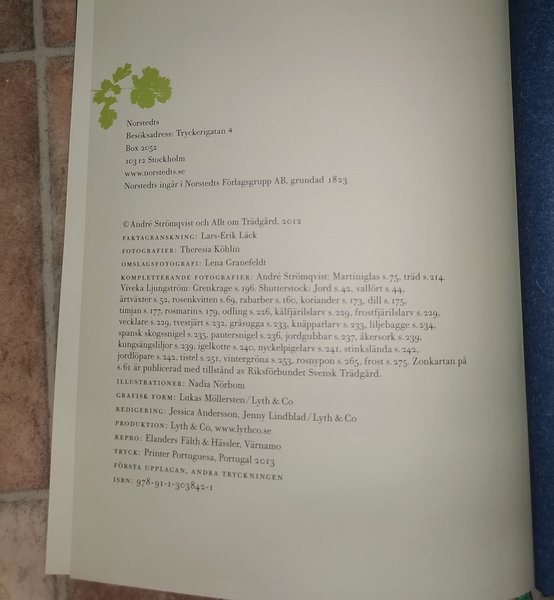 Norstedts
Besöksadress: Tryckerigatan 4
Box 2052
103 12 Stockholm
www.norstedts.se
Norstedts ingår i Norstedts Förlagsgrupp AB, grundad 1823
© André Strömqvist och Allt om Trädgård, 2012
FAKTAGRANSKNING: Lars-Erik Läck
FOTOGRAFIER: Theresia Köhlin
OMSLAGSFOTOGRAFI: Lena Granefeldt
KOMPLETTERANDE FOTOGRAFIER: André Strömqvist: Martiniglas s. 75, träd s. 214.
Viveka Ljungström: Grenkrage s. 196. Shutterstock: Jord s. 42, vallört s. 44,
ärtväxter s. 52, rosenkvitten s. 69, rabarber s. 160, koriander s. 173, dill s. 175,
timjan s. 177, rosmarin s. 179, odling s. 226, kålfjärilslarv s. 229, frostfjärilslarv s. 229,
vecklare s. 229, tvestjärt s. 232, gråsugga s. 233, knäpparlarv s. 233, liljebagge s. 234,
spansk skogssnigel s. 235, pantersnigel s. 236, jordgubbar s. 237, åkersork s. 239,
kungsängsliljor s. 239, igelkotte s. 240, nyckelpigelarv s. 241, stinkslända s. 242,
jordlöpare s. 242, tistel s. 251, vintergröna s. 253, rosnypon s. 265, frost s. 275. Zonkartan på
s. 61 är publicerad med tillstånd av Riksförbundet Svensk Trädgård.
ILLUSTRATIONER: Nadia Nörbom
GRAFISK FORM: Lukas Möllersten / Lyth & Co
REDIGERING: Jessica Andersson, Jenny Lindblad / Lyth & Co
PRODUKTION: Lyth & Co, www.lythco.se
REPRO: Elanders Fälth & Hässler, Värnamo
TRYCK: Printer Portuguesa, Portugal 2013
FÖRSTA UPPLAGAN, ANDRA TRYCKNINGEN
ISBN: 978-91-1-303842-1